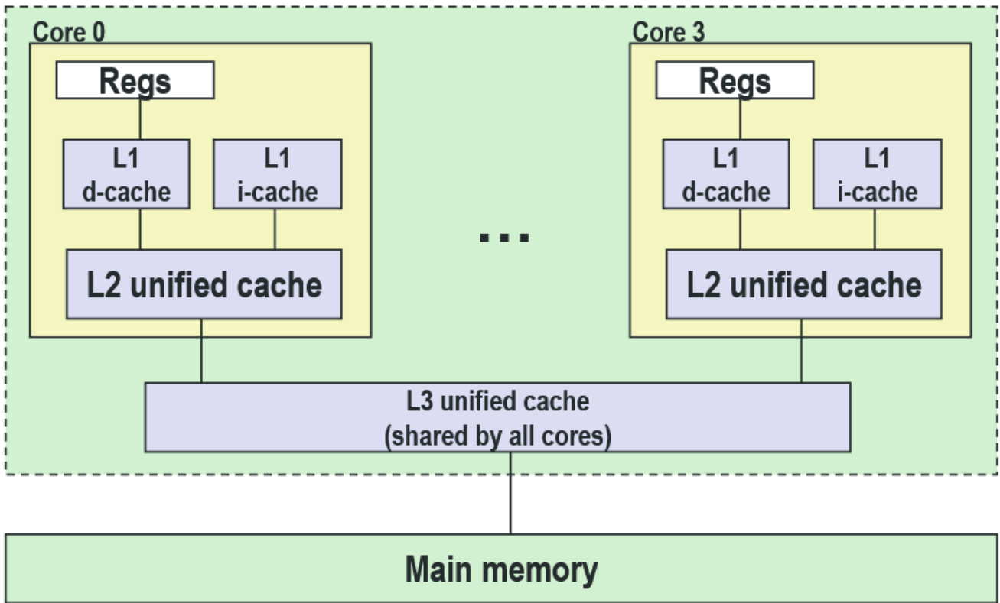 Core 0
Regs
L1
d-cache
L1
i-cache
L2 unified cache
...
Core 3
Regs
L1
d-cache
L1
i-cache
L2 unified cache
L3 unified cache
(shared by all cores)
Main memory